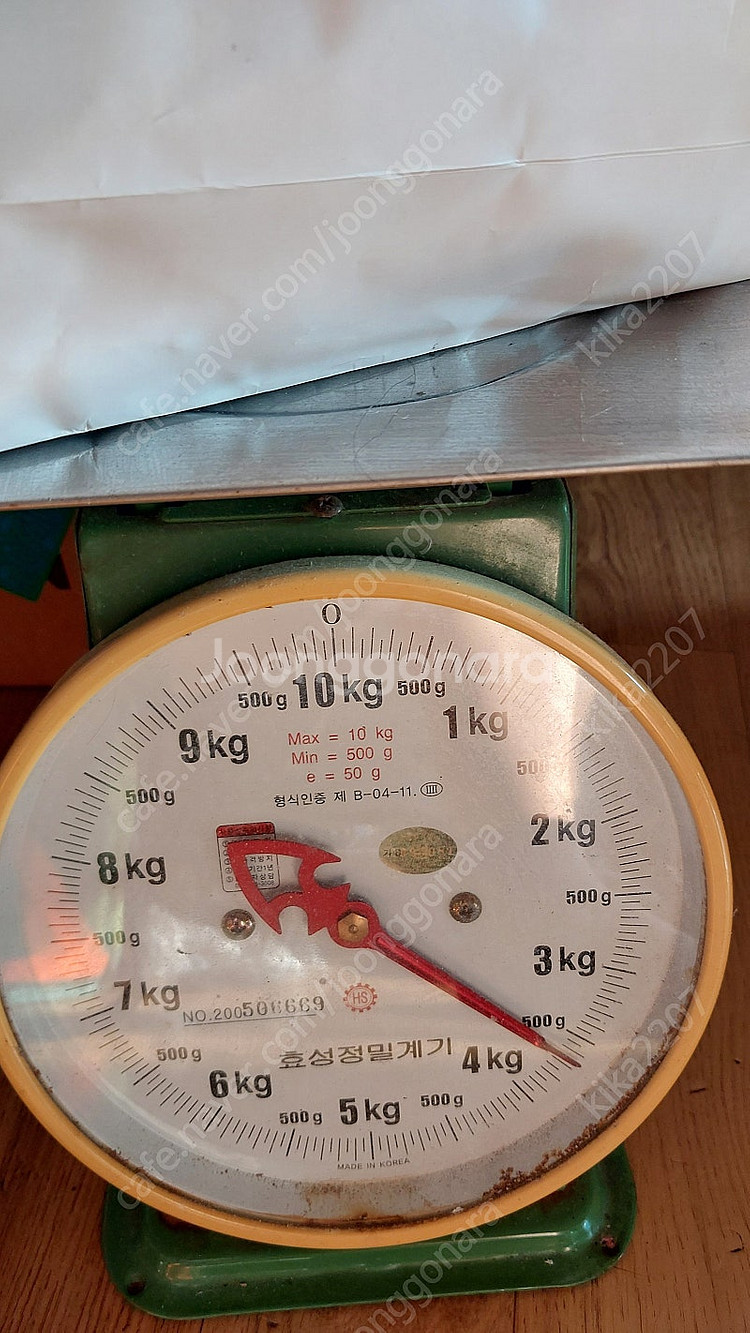 0
500g 10kg 500g
9kg 1kg
Max = 10 kg
Min = 500 g
e = 50 g
형식인증 제 B-04-11.
500g 500
8kg 2kg
500g
500g 3kg
7kg
NO.200506669 HS
500g
500g 효성정밀계기 4kg
6kg 500g 5kg 500g
MADE IN KOREA
Joonggonara
cafe.naver.com/joonggonara
kika2207